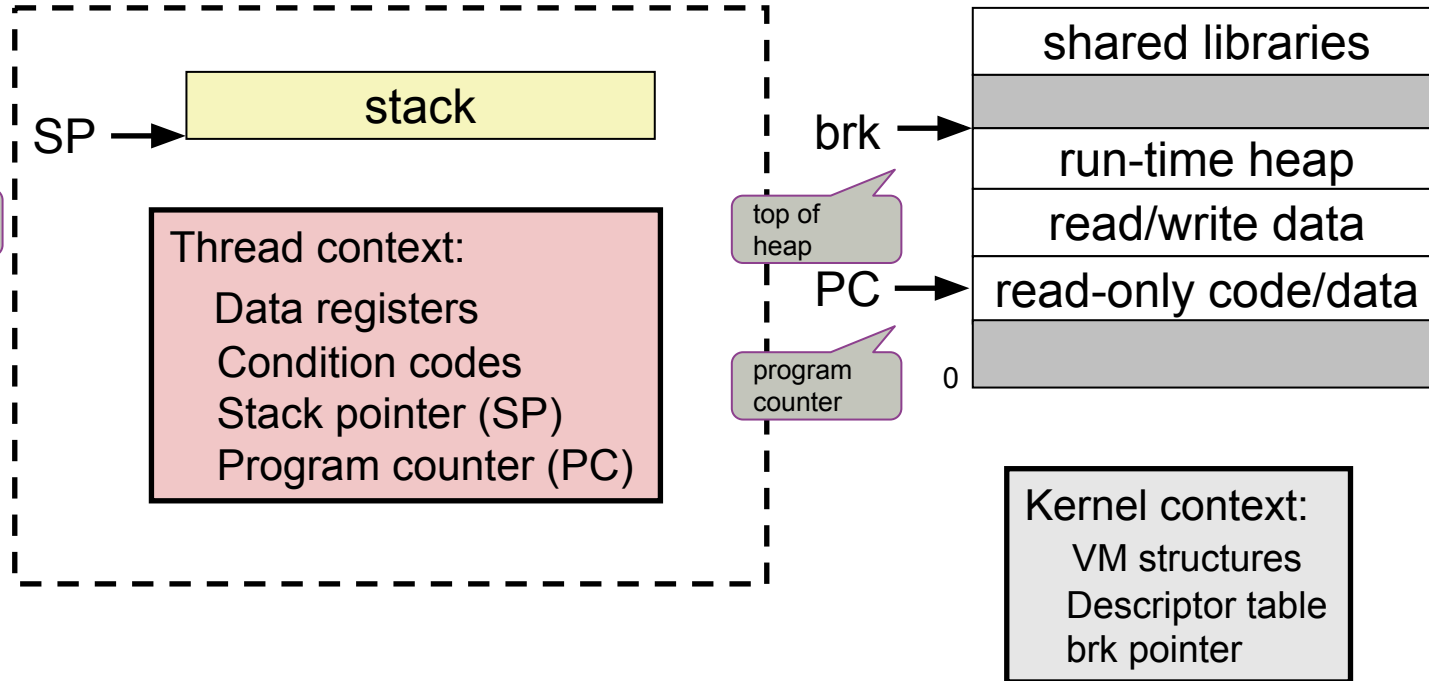 SP
stack
Thread context:
Data registers
Condition codes
Stack pointer (SP)
Program counter (PC)
shared libraries
brk
run-time heap
top of
heap
read/write data
PC
read-only code/data
program
counter
0
Kernel context:
VM structures
Descriptor table
brk pointer